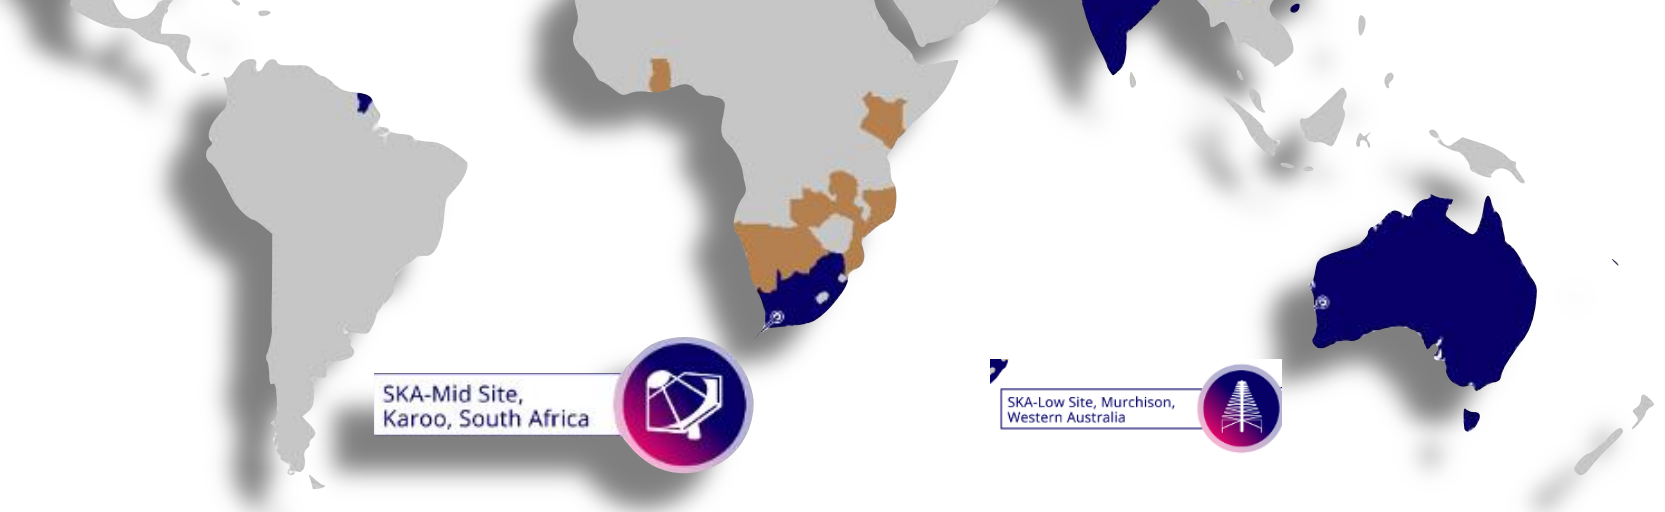 SKA-Mid Site,
Karoo, South Africa
SKA-Low Site, Murchison,
Western Australia